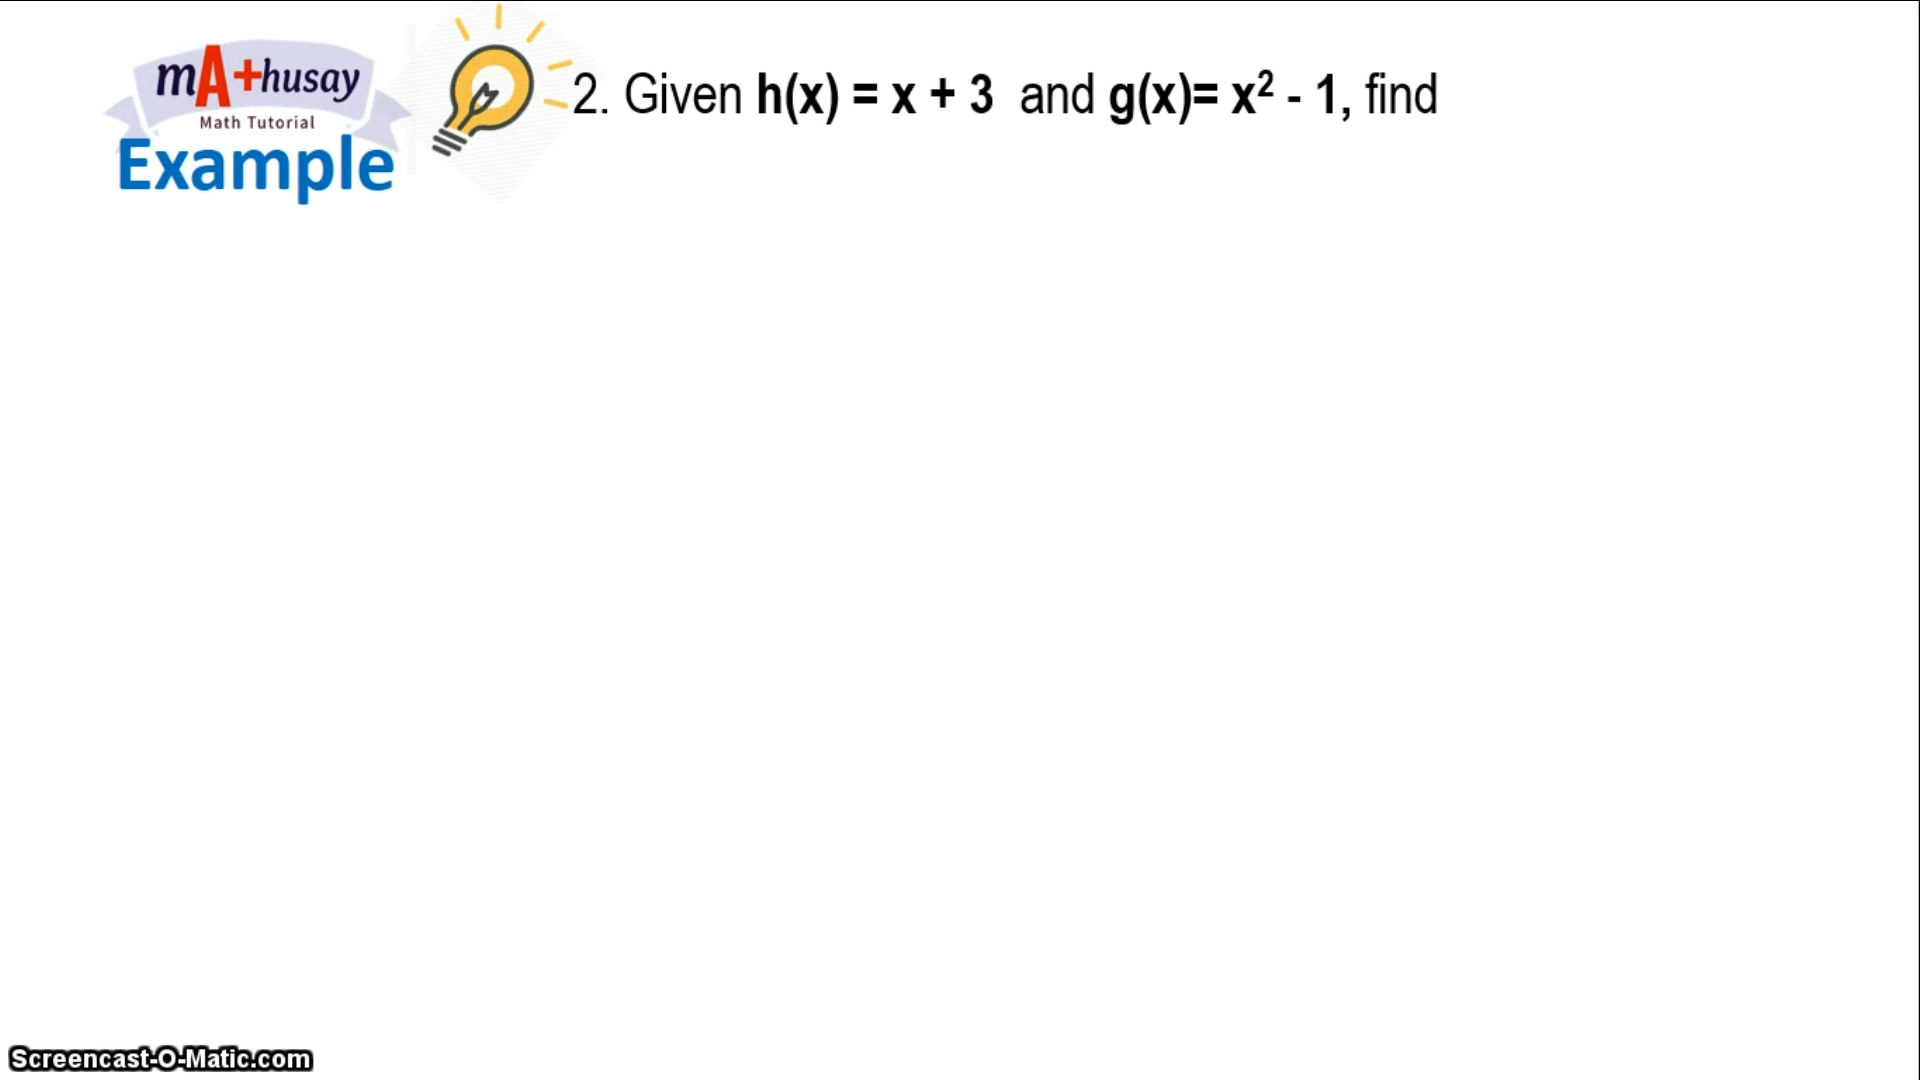 mA+husay
Math Tutorial
Example
2. Given h(x) = x + 3 and g(x)= x² - 1, find
Screencast-O-Matic.com